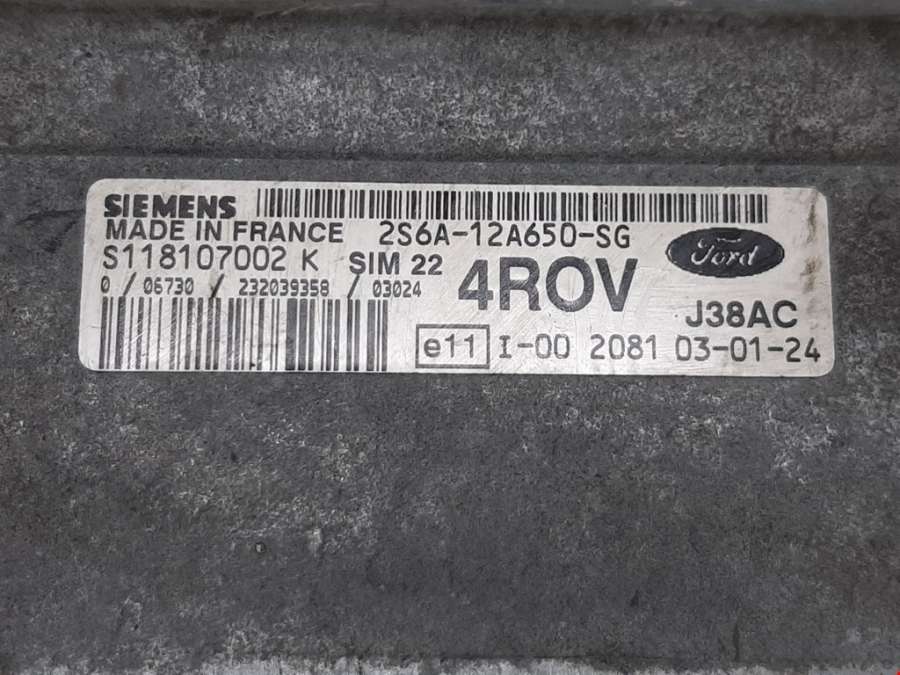 SIEMENS
MADE IN FRANCE 2S6A-12A650-SG
S118107002 K SIM 22 4ROV Ford
0 / 06730 / 232039358 / 03024
J38AC
e11 I-00 2081 03-01-24